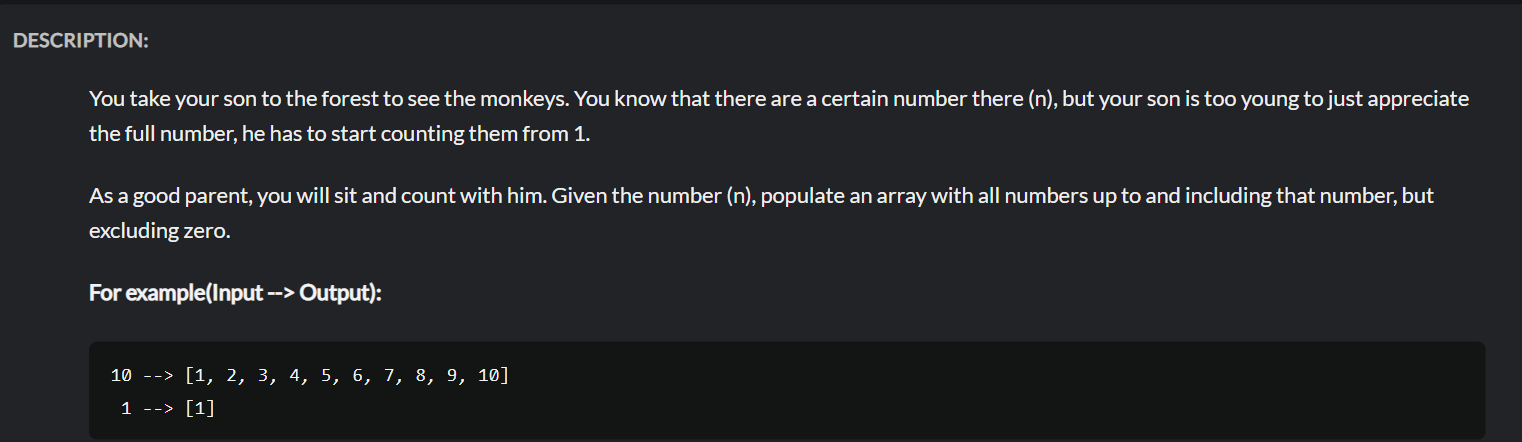 DESCRIPTION:
You take your son to the forest to see the monkeys. You know that there are a certain number there (n), but your son is too young to just appreciate
the full number, he has to start counting them from 1.
As a good parent, you will sit and count with him. Given the number (n), populate an array with all numbers up to and including that number, but
excluding zero.
For example(Input --> Output):
10 --> [1, 2, 3, 4, 5, 6, 7, 8, 9, 10]
1 --> [1]